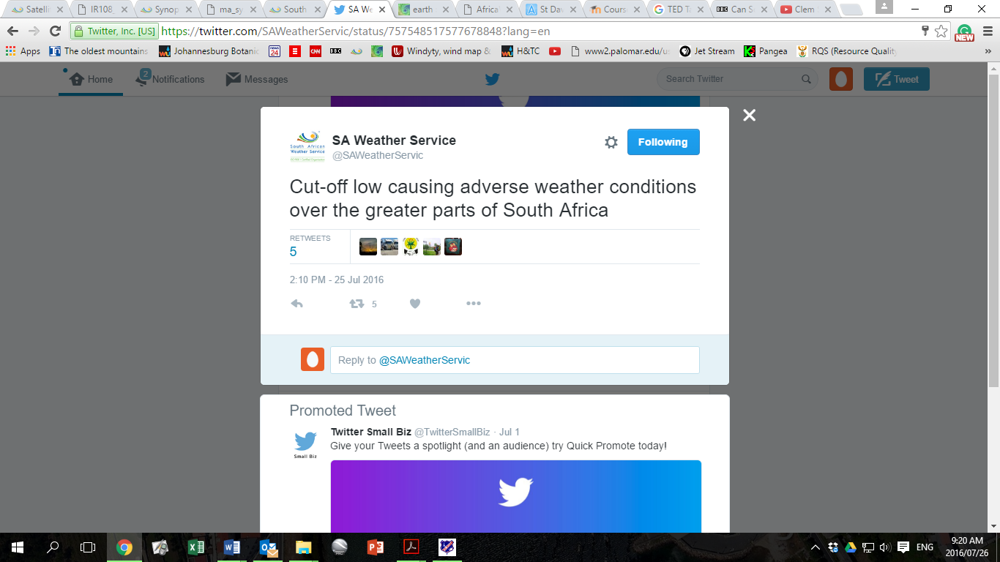 Satelli
IR108_
Synop
ma_sy
South
SA We
earth
Africa
St Dav
Cours
TED Ta
BBC Can S
Clem
Twitter, Inc. [US] https://twitter.com/SAWeatherServic/status/757548517577678848?lang=en
NEW
Apps
The oldest mountains
Johannesburg Botanic
news 24
CNN
BBC
Windyty, wind map &
H&TC
www2.palomar.edu/us
Jet Stream
Pangea
RQS (Resource Quality
»
Home
2
Notifications
Messages
Search Twitter
Tweet
South African
Weather Service
SA Weather Service
@SAWeatherServic
Following
Cut-off low causing adverse weather conditions
over the greater parts of South Africa
RETWEETS
5
2:10 PM - 25 Jul 2016
5
Reply to @SAWeatherServic
Promoted Tweet
Small Biz
Twitter Small Biz @TwitterSmallBiz · Jul 1
Give your Tweets a spotlight (and an audience) try Quick Promote today!
ENG
9:20 AM
2016/07/26